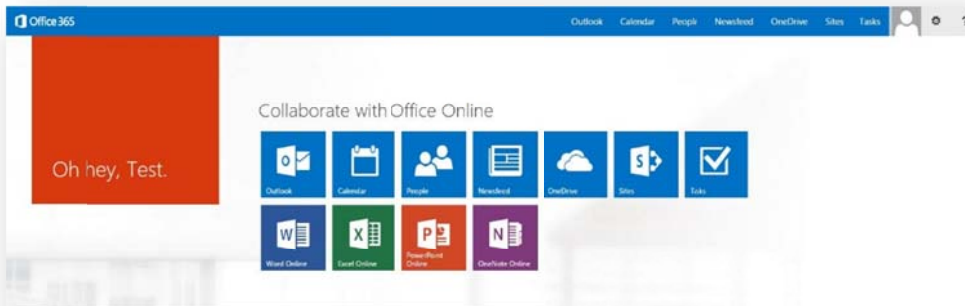 Office 365
Outlook Calendar People Newsfeed OneDrive Sites Tasks ?
Oh hey, Test.
Collaborate with Office Online
Outlook Calendar People Newsfeed OneDrive Sites Tasks
Word Online Excel Online PowerPoint Online OneNote Online